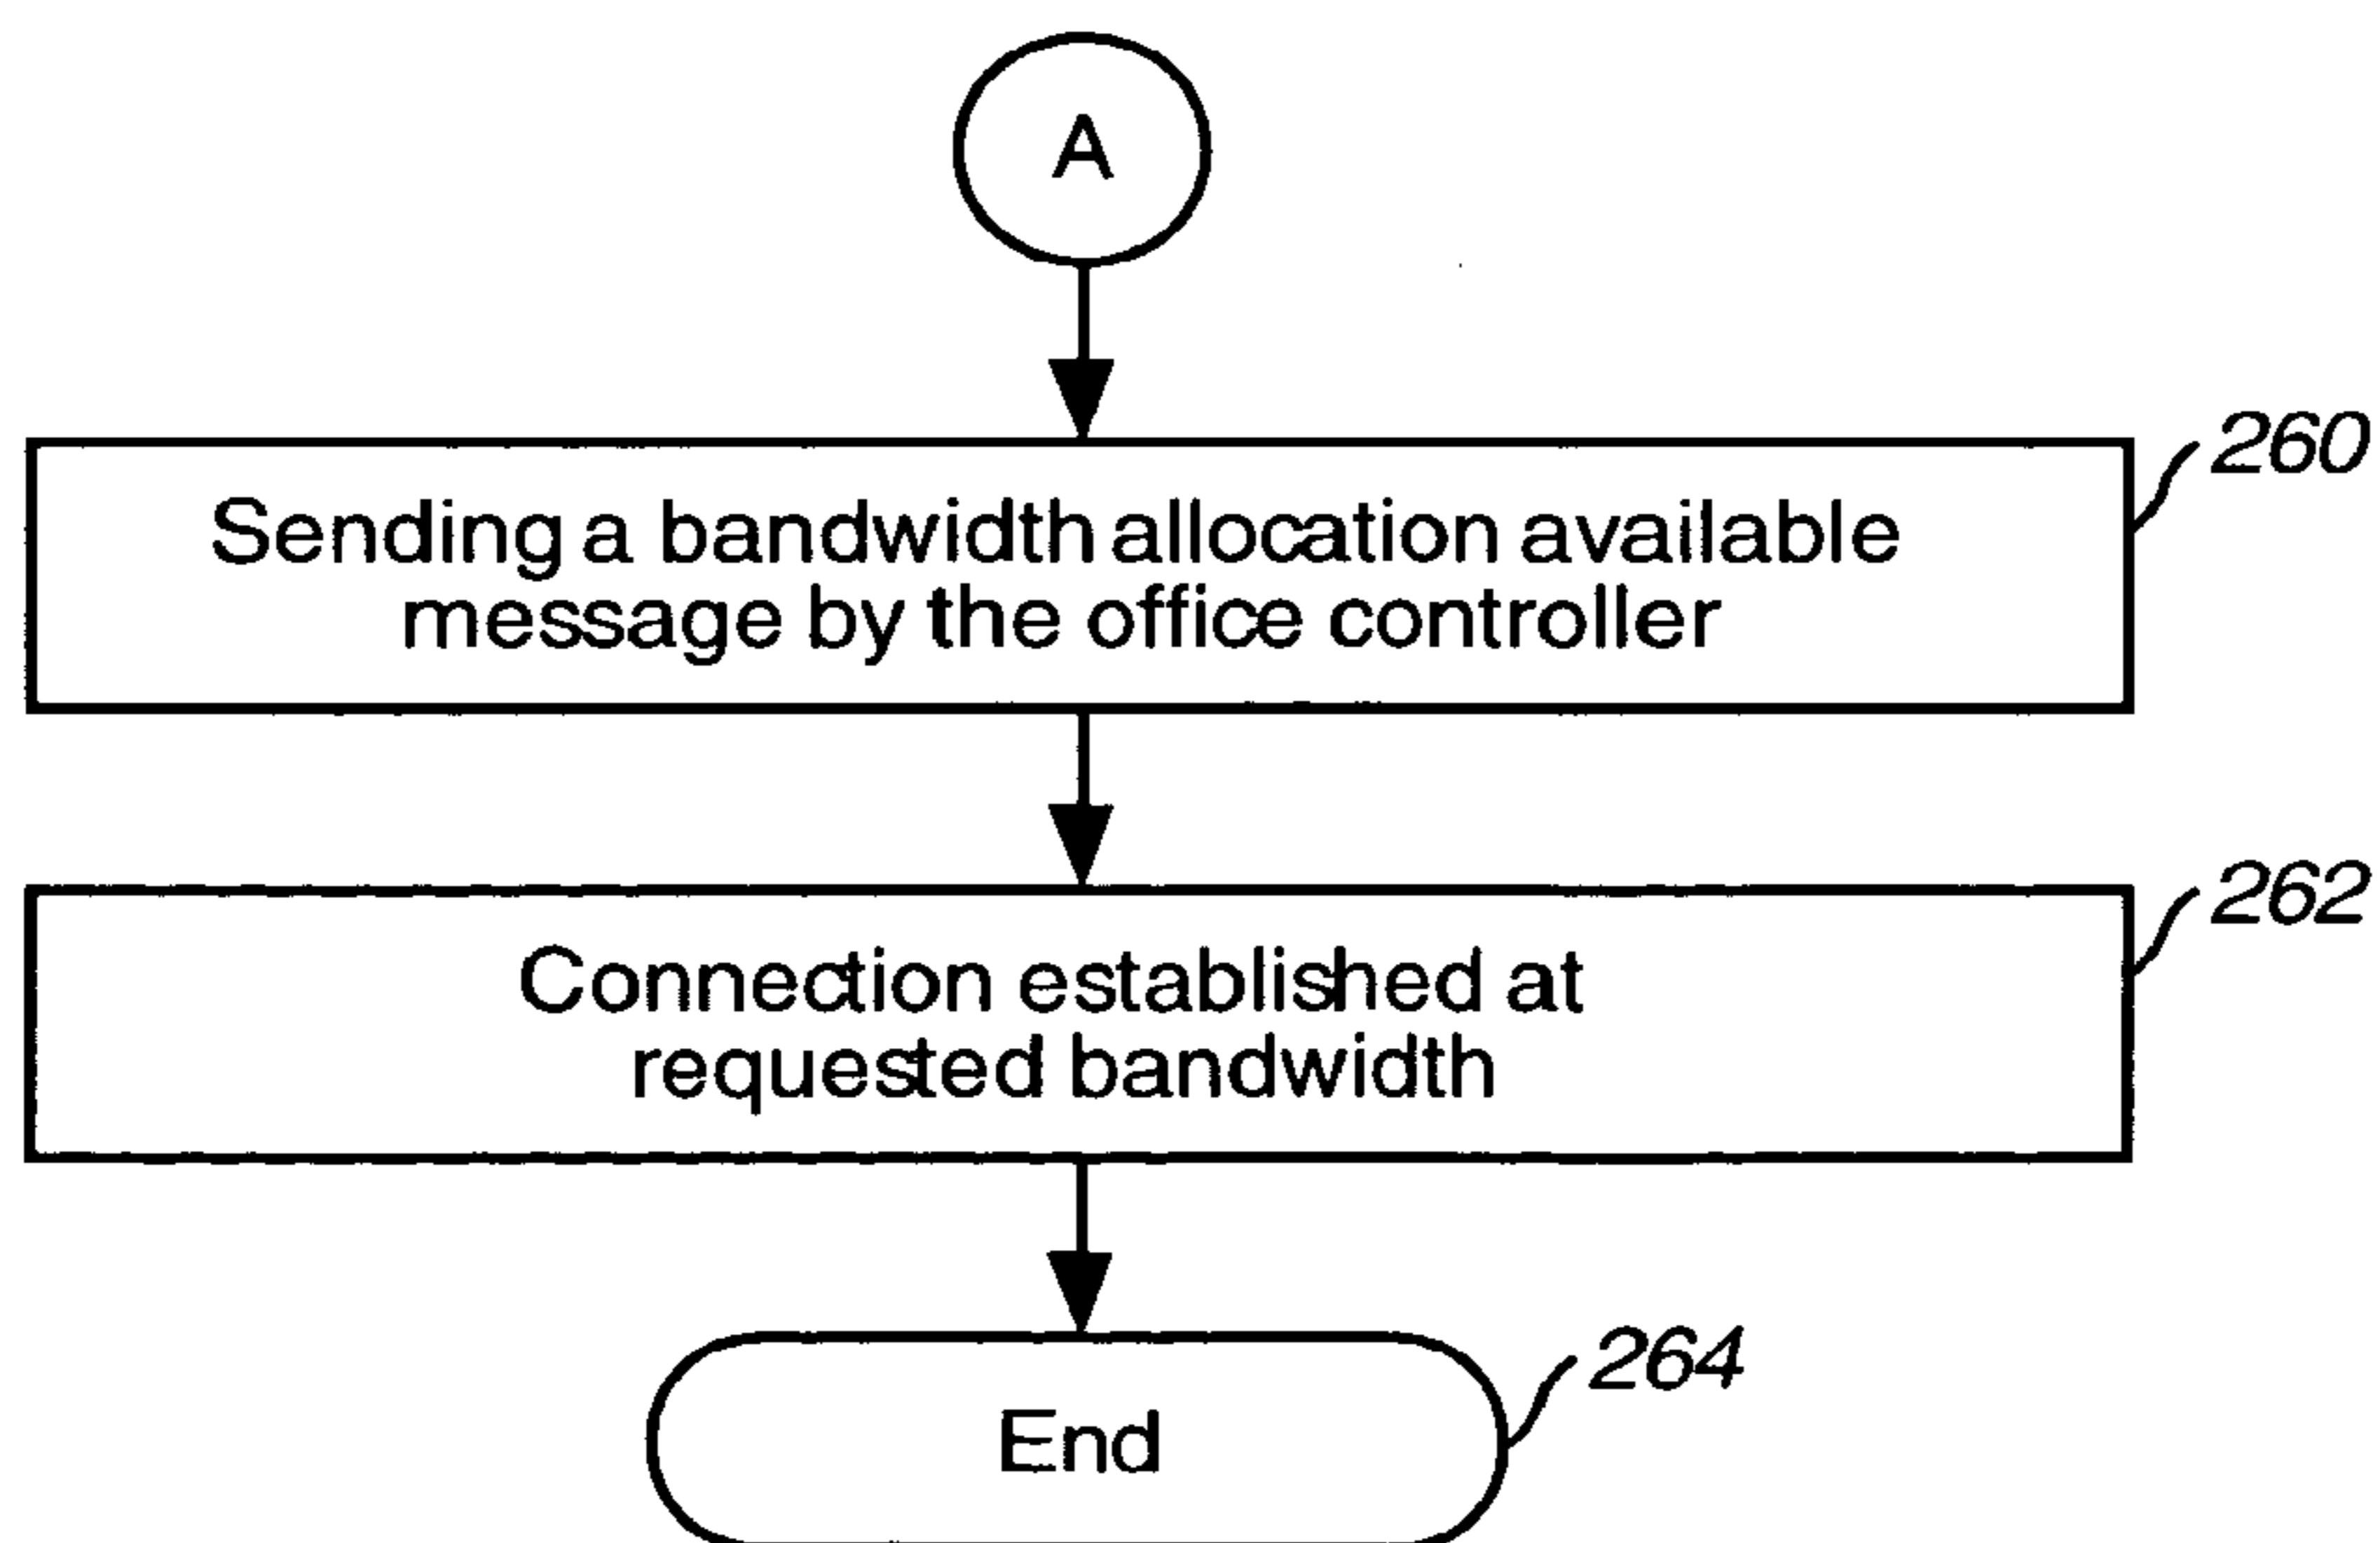 A
260
Sending a bandwidth allocation available
message by the office controller
262
Connection established at
requested bandwidth
264
End